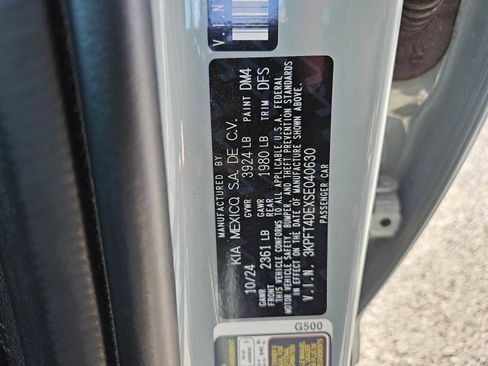 V.I.N
MANUFACTURED BY
KIA MEXICO, S.A. DE C.V.
10/24 GVWR 3924 LB PAINT DM4
GAWR FRONT 2361 LB GAWR REAR 1980 LB TRIM DFS
THIS VEHICLE CONFORMS TO ALL APPLICABLE U.S.A. FEDERAL
MOTOR VEHICLE SAFETY, BUMPER, AND THEFT PREVENTION STANDARDS
IN EFFECT ON THE DATE OF MANUFACTURE SHOWN ABOVE.
V.I.N. 3KPFT4DEXSE040630
PASSENGER CAR
G500